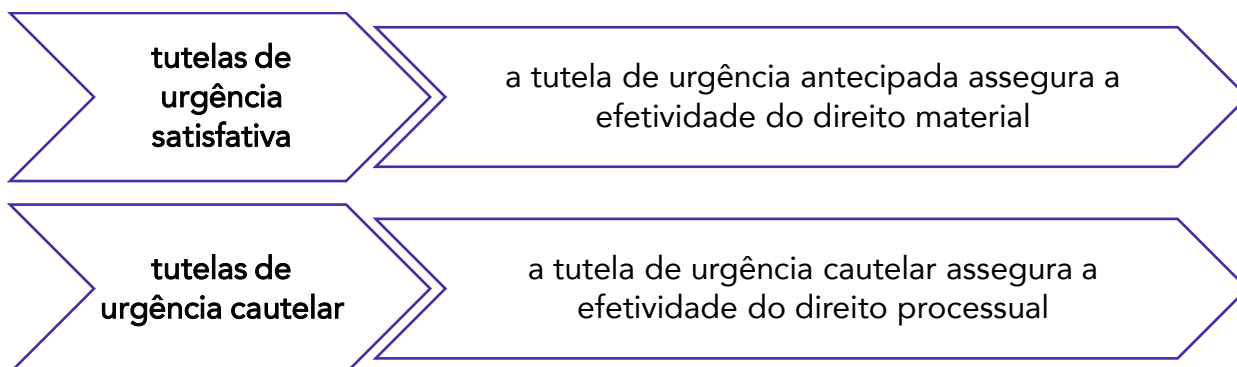 tutelas de
urgência
satisfativa
a tutela de urgência antecipada assegura a
efetividade do direito material
tutelas de
urgência cautelar
a tutela de urgência cautelar assegura a
efetividade do direito processual